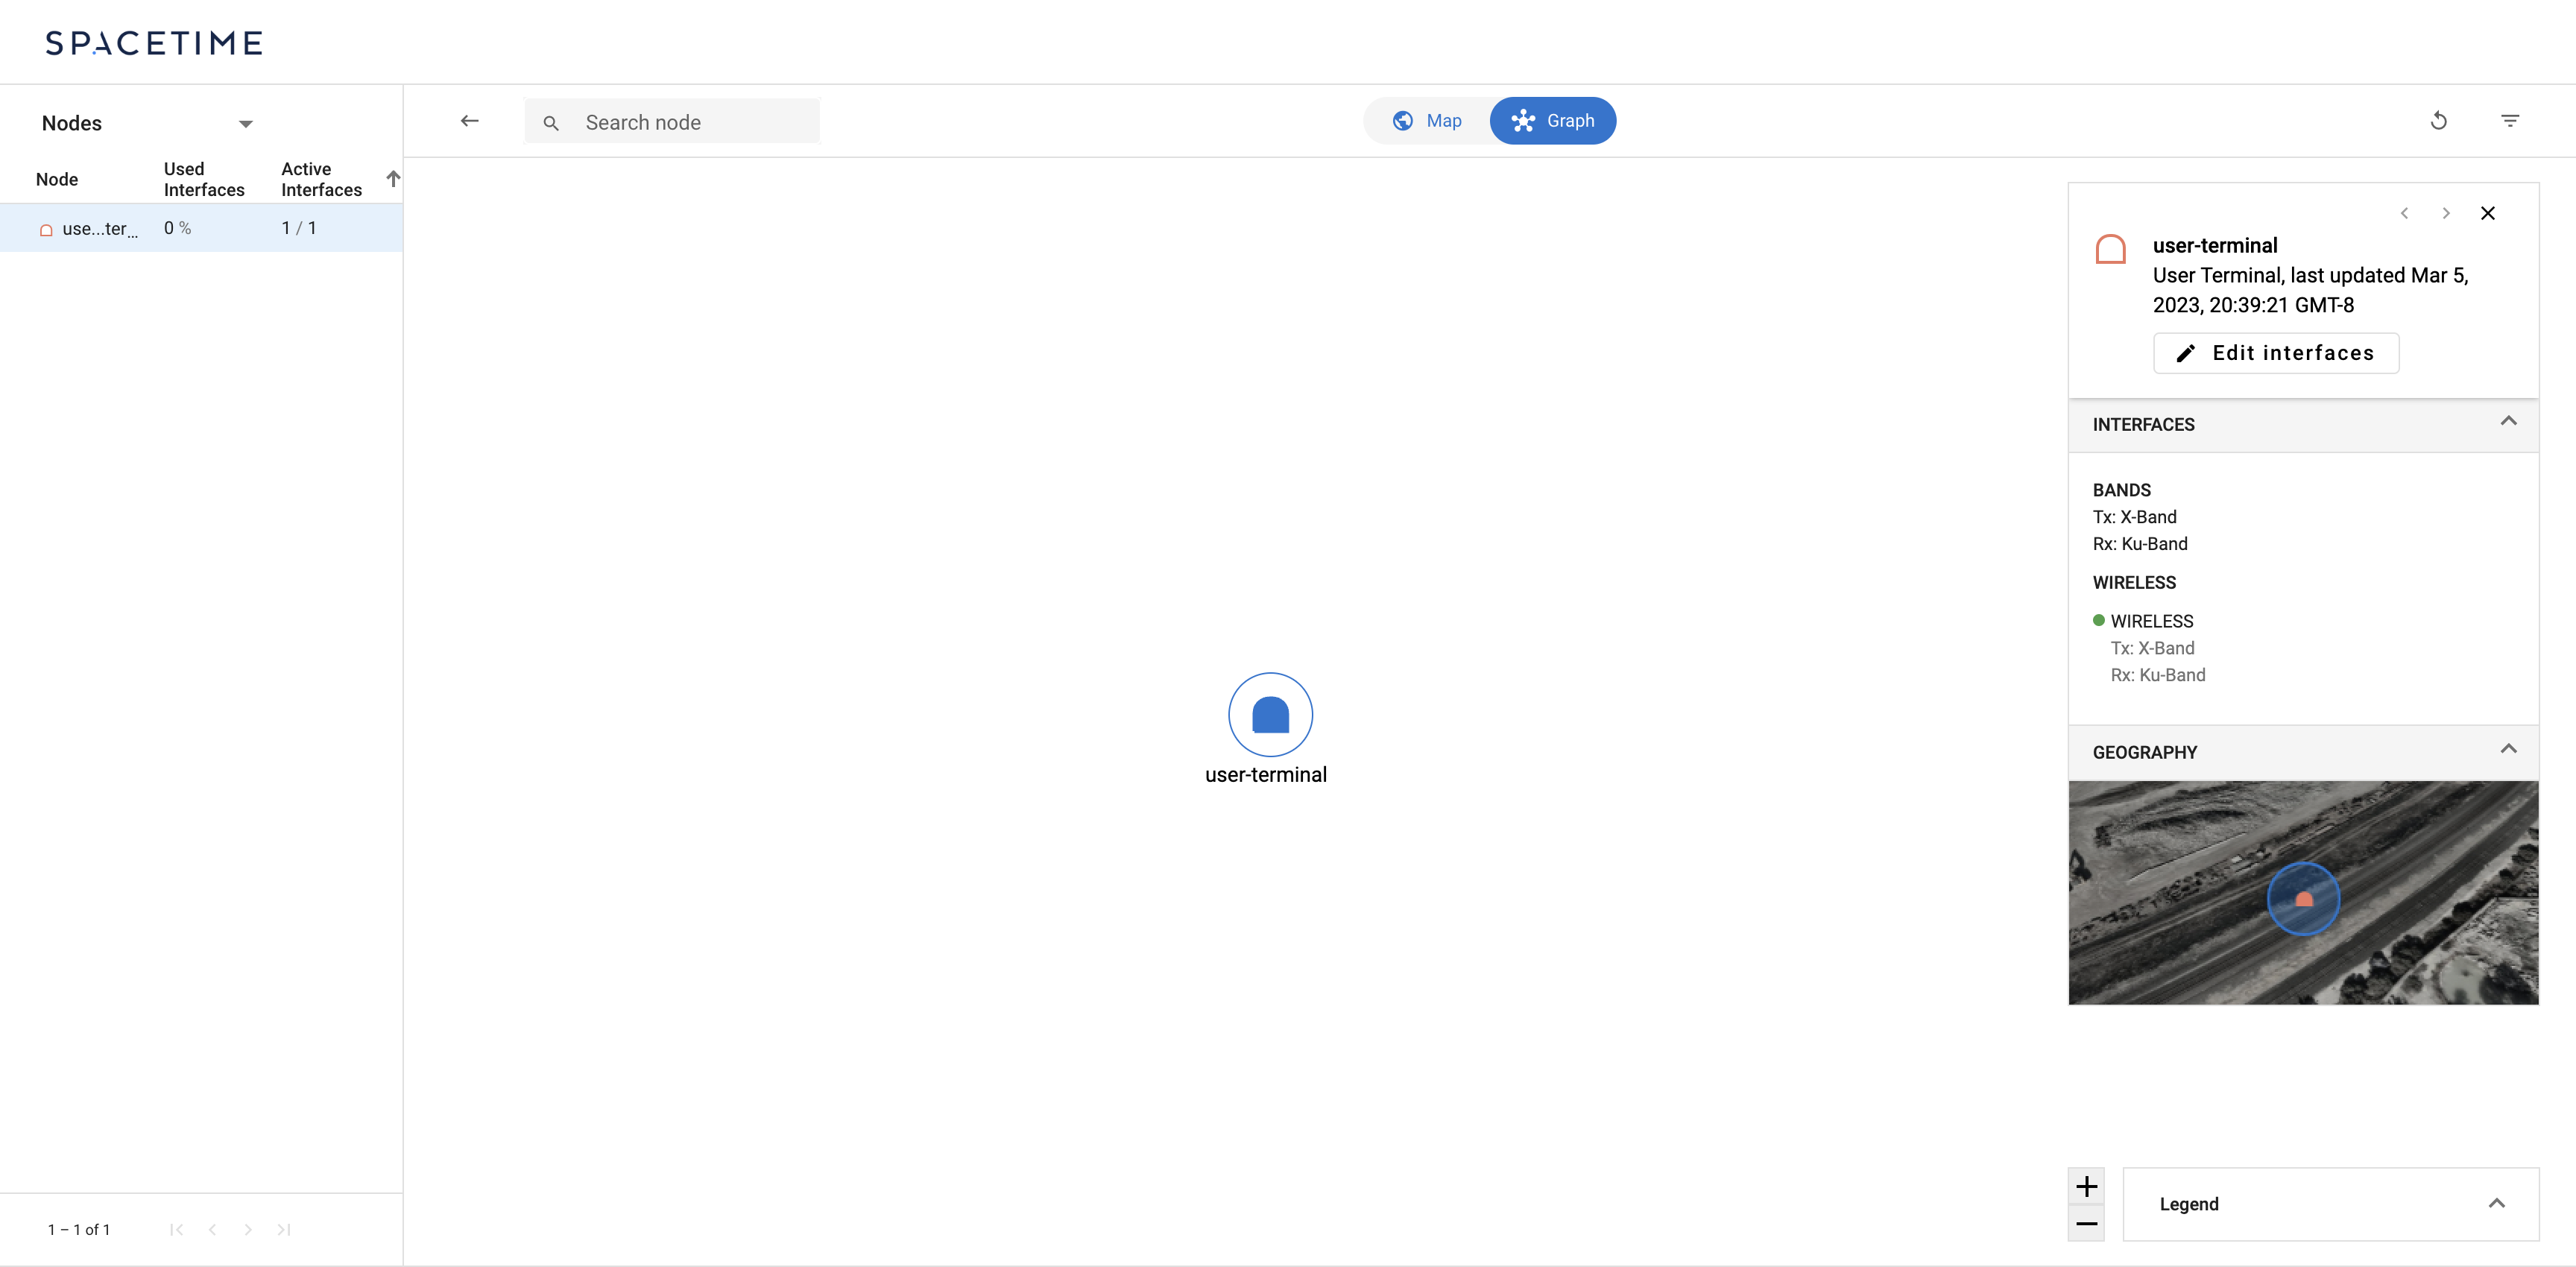 SPACETIME
Nodes
Search node
Map
Graph
Node
Used
Interfaces
Active
Interfaces
use...ter...
0 %
1 / 1
user-terminal
user-terminal
User Terminal, last updated Mar 5,
2023, 20:39:21 GMT-8
Edit interfaces
INTERFACES
BANDS
Tx: X-Band
Rx: Ku-Band
WIRELESS
WIRELESS
Tx: X-Band
Rx: Ku-Band
GEOGRAPHY
Legend
1 – 1 of 1